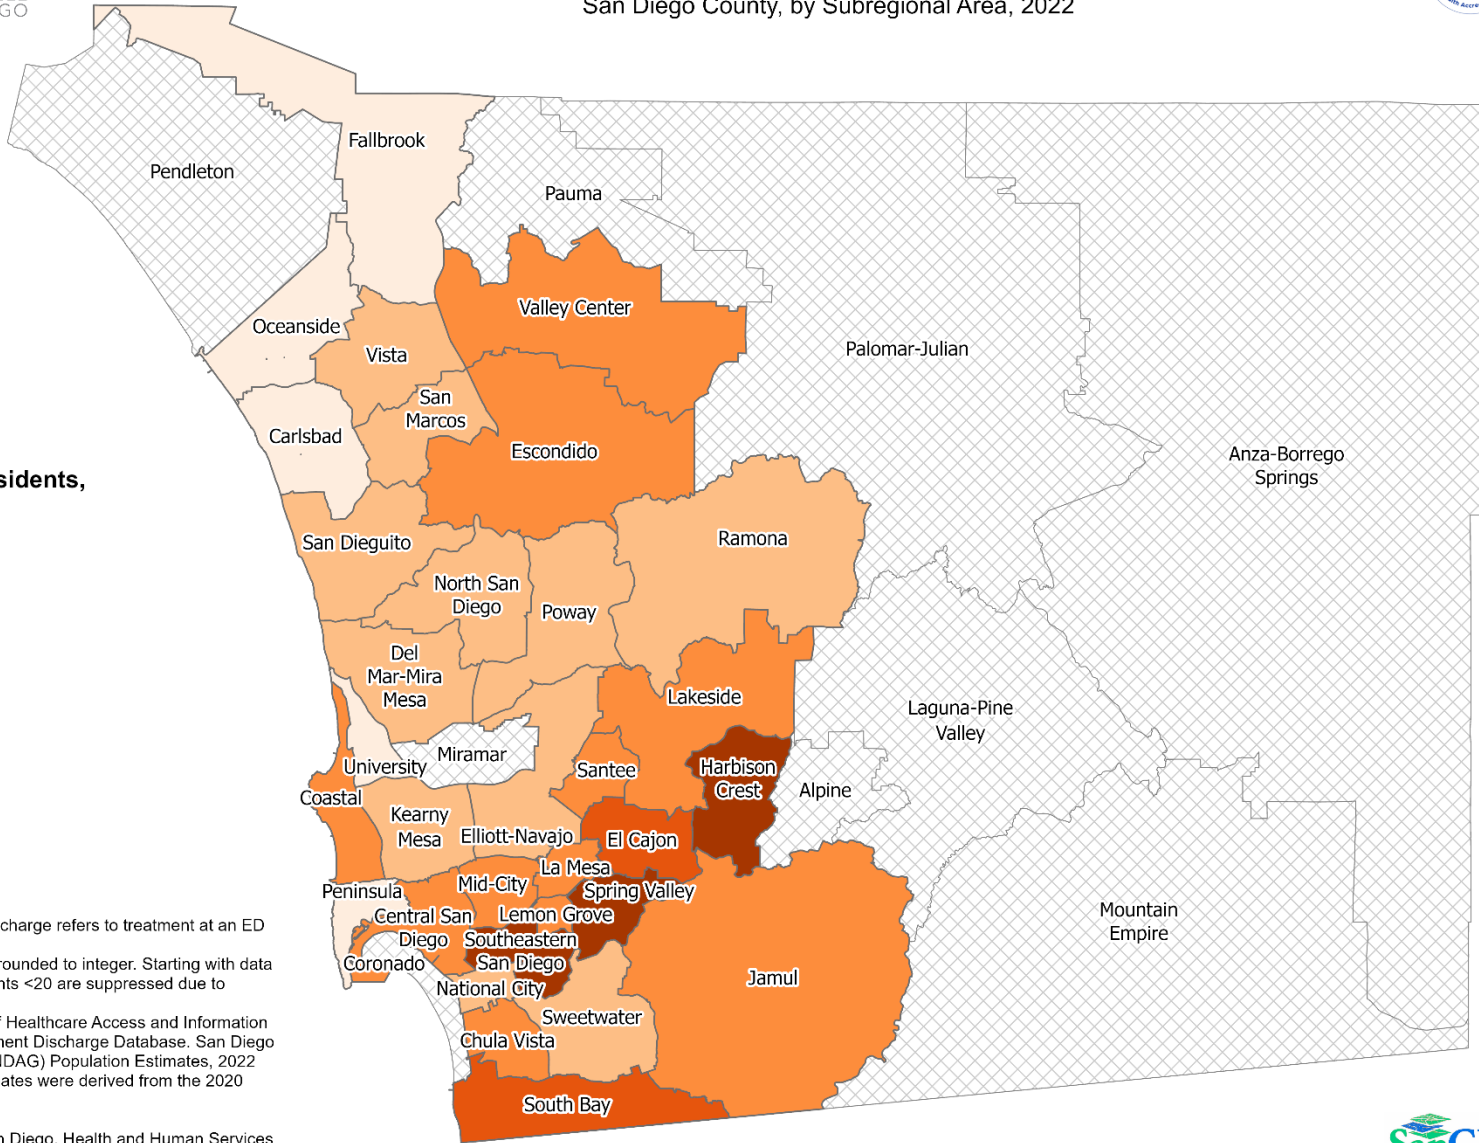 GO
San Diego County, by Subregional Area, 2022
Fallbrook
Pendleton
Pauma
Valley Center
Oceanside
Vista
Palomar-Julian
San
Marcos
Carlsbad
Escondido
Anza-Borrego
Springs
sidents,
San Dieguito
Ramona
North San
Diego
Poway
Del
Mar-Mira
Mesa
Lakeside
Laguna-Pine
Valley
Miramar
University
Santee
Harbison
Crest
Alpine
Coastal
Kearny
Mesa
Elliott-Navajo
El Cajon
La Mesa
Mid-City
Spring Valley
Peninsula
Central San
Diego
Lemon Grove
Mountain
Empire
Southeastern
San Diego
Coronado
Jamul
National City
Sweetwater
Chula Vista
South Bay
charge refers to treatment at an ED
rounded to integer. Starting with data
nts <20 are suppressed due to
f Healthcare Access and Information
ment Discharge Database. San Diego
NDAG) Population Estimates, 2022
ates were derived from the 2020
n Diego, Health and Human Services